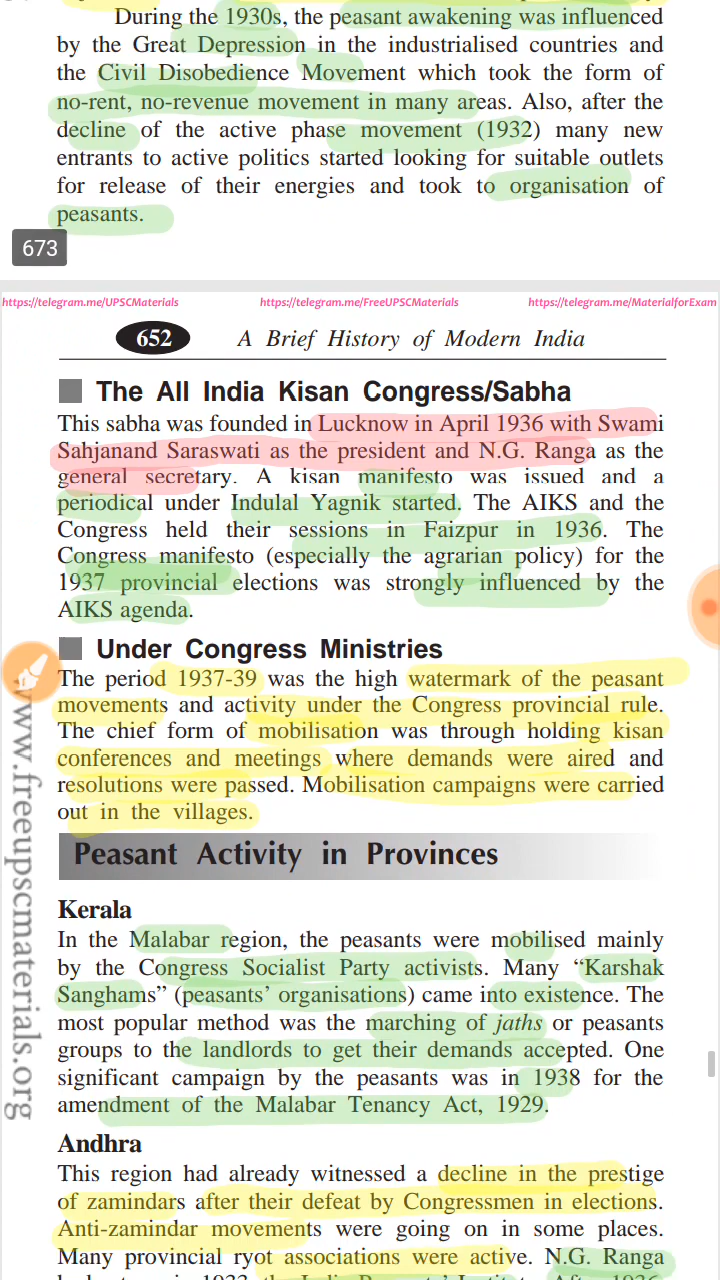 During the 1930s, the peasant awakening was influenced
by the Great Depression in the industrialised countries and
the Civil Disobedience Movement which took the form of
no-rent, no-revenue movement in many areas. Also, after the
decline of the active phase movement (1932) many new
entrants to active politics started looking for suitable outlets
for release of their energies and took to organisation of
peasants.
673
https://telegram.me/UPSCMaterials https://telegram.me/FreeUPSCMaterials https://telegram.me/MaterialforExam
652 A Brief History of Modern India
The All India Kisan Congress/Sabha
This sabha was founded in Lucknow in April 1936 with Swami
Sahjanand Saraswati as the president and N.G. Ranga as the
general secretary. A kisan manifesto was issued and a
periodical under Indulal Yagnik started. The AIKS and the
Congress held their sessions in Faizpur in 1936. The
Congress manifesto (especially the agrarian policy) for the
1937 provincial elections was strongly influenced by the
AIKS agenda.
Under Congress Ministries
The period 1937-39 was the high watermark of the peasant
movements and activity under the Congress provincial rule.
The chief form of mobilisation was through holding kisan
conferences and meetings where demands were aired and
resolutions were passed. Mobilisation campaigns were carried
out in the villages.
Peasant Activity in Provinces
Kerala
In the Malabar region, the peasants were mobilised mainly
by the Congress Socialist Party activists. Many “Karshak
Sanghams” (peasants’ organisations) came into existence. The
most popular method was the marching of jaths or peasants
groups to the landlords to get their demands accepted. One
significant campaign by the peasants was in 1938 for the
amendment of the Malabar Tenancy Act, 1929.
Andhra
This region had already witnessed a decline in the prestige
of zamindars after their defeat by Congressmen in elections.
Anti-zamindar movements were going on in some places.
Many provincial ryot associations were active. N.G. Ranga
www.freeupscmaterials.org